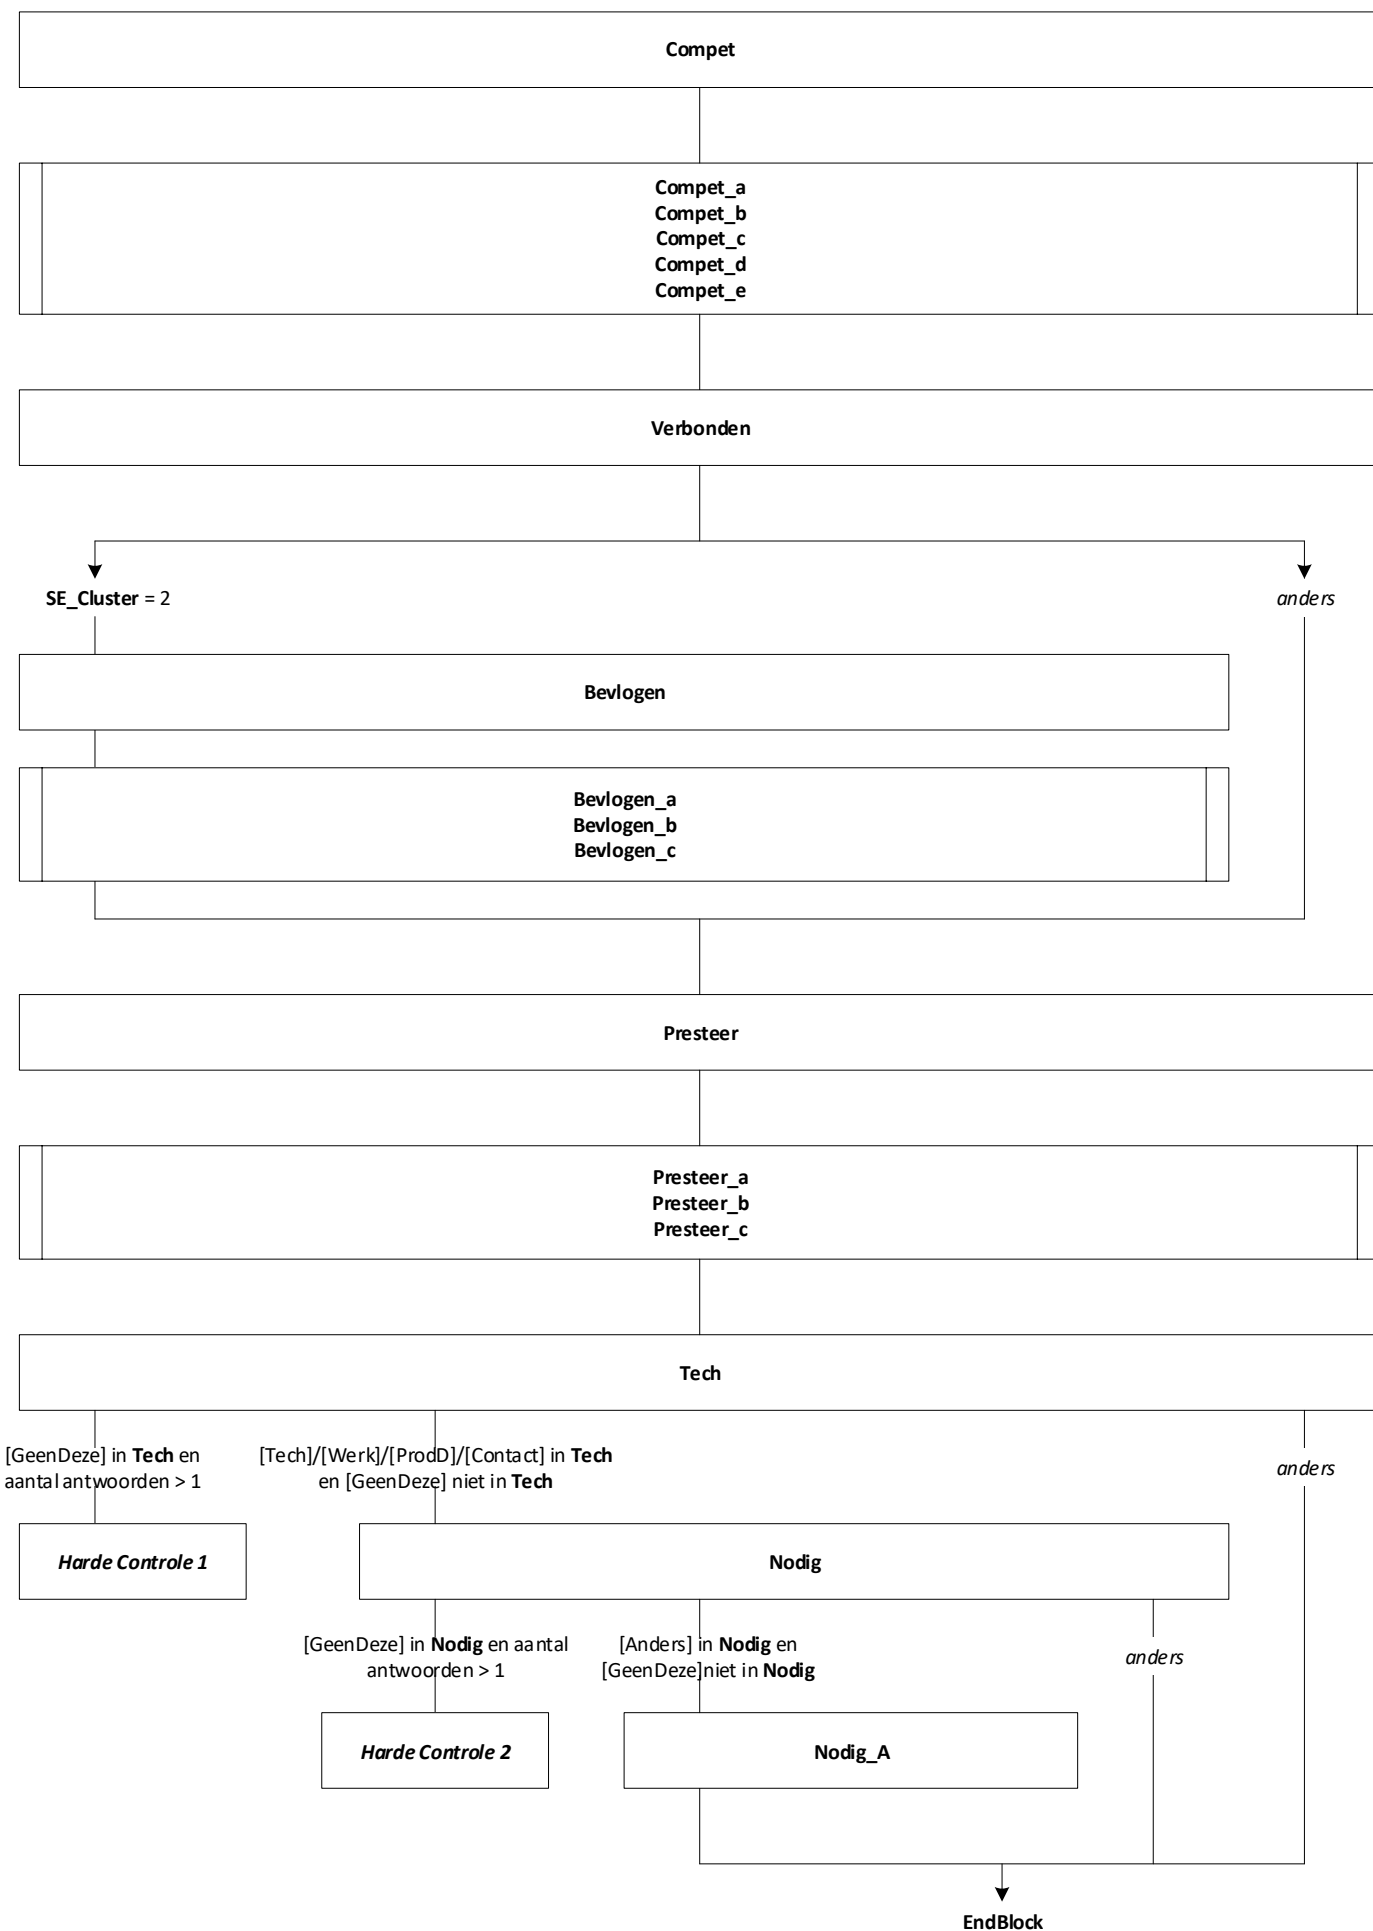 Compet
Compet_a
Compet_b
Compet_c
Compet_d
Compet_e
Verbonden
SE_Cluster = 2
anders
Bevlogen
Bevlogen_a
Bevlogen_b
Bevlogen_c
Presteer
Presteer_a
Presteer_b
Presteer_c
Tech
[GeenDeze] in Tech en
aantal antwoorden > 1
[Tech]/[Werk]/[ProdD]/[Contact] in Tech
en [GeenDeze] niet in Tech
anders
Harde Controle 1
Nodig
[GeenDeze] in Nodig en aantal
antwoorden > 1
[Anders] in Nodig en
[GeenDeze]niet in Nodig
anders
Harde Controle 2
Nodig_A
EndBlock